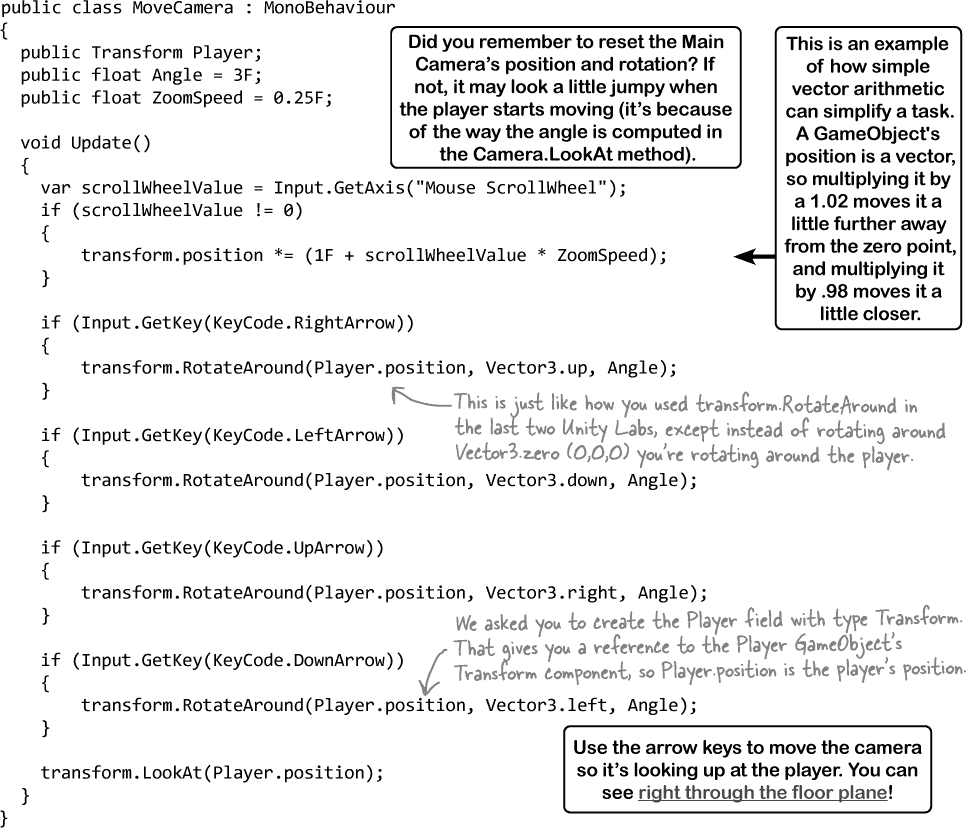 public class MoveCamera : MonoBehaviour
{
public Transform Player;
public float Angle = 3F;
public float ZoomSpeed = 0.25F;
Did you remember to reset the Main
Camera's position and rotation? If
not, it may look a little jumpy when
the player starts moving (it's because
of the way the angle is computed in
the Camera.LookAt method).
This is an example
of how simple
vector arithmetic
can simplify a task.
A GameObject's
position is a vector,
so multiplying it by
a 1.02 moves it a
little further away
from the zero point,
and multiplying it
by .98 moves it a
little closer.
void Update()
{
var scrollWheelValue = Input.GetAxis("Mouse ScrollWheel");
if (scrollWheelValue != 0)
{
transform.position *= (1F + scrollWheelValue * ZoomSpeed);
}
if (Input.GetKey(KeyCode.RightArrow))
{
transform.RotateAround(Player.position, Vector3.up, Angle);
}
This is just like how you used transform.RotateAround in
the last two Unity Labs, except instead of rotating around
Vector3.zero (0,0,0) you're rotating around the player.
if (Input.GetKey(KeyCode.LeftArrow))
{
transform.RotateAround(Player.position, Vector3.down, Angle);
}
if (Input.GetKey(KeyCode.UpArrow))
{
transform.RotateAround(Player.position, Vector3.right, Angle);
}
We asked you to create the Player field with type Transform.
That gives you a reference to the Player GameObject's
Transform component, so Player.position is the player's position.
if (Input.GetKey(KeyCode.DownArrow))
{
transform.RotateAround(Player.position, Vector3.left, Angle);
}
transform.LookAt(Player.position);
}
}
Use the arrow keys to move the camera
so it's looking up at the player. You can
see right through the floor plane!